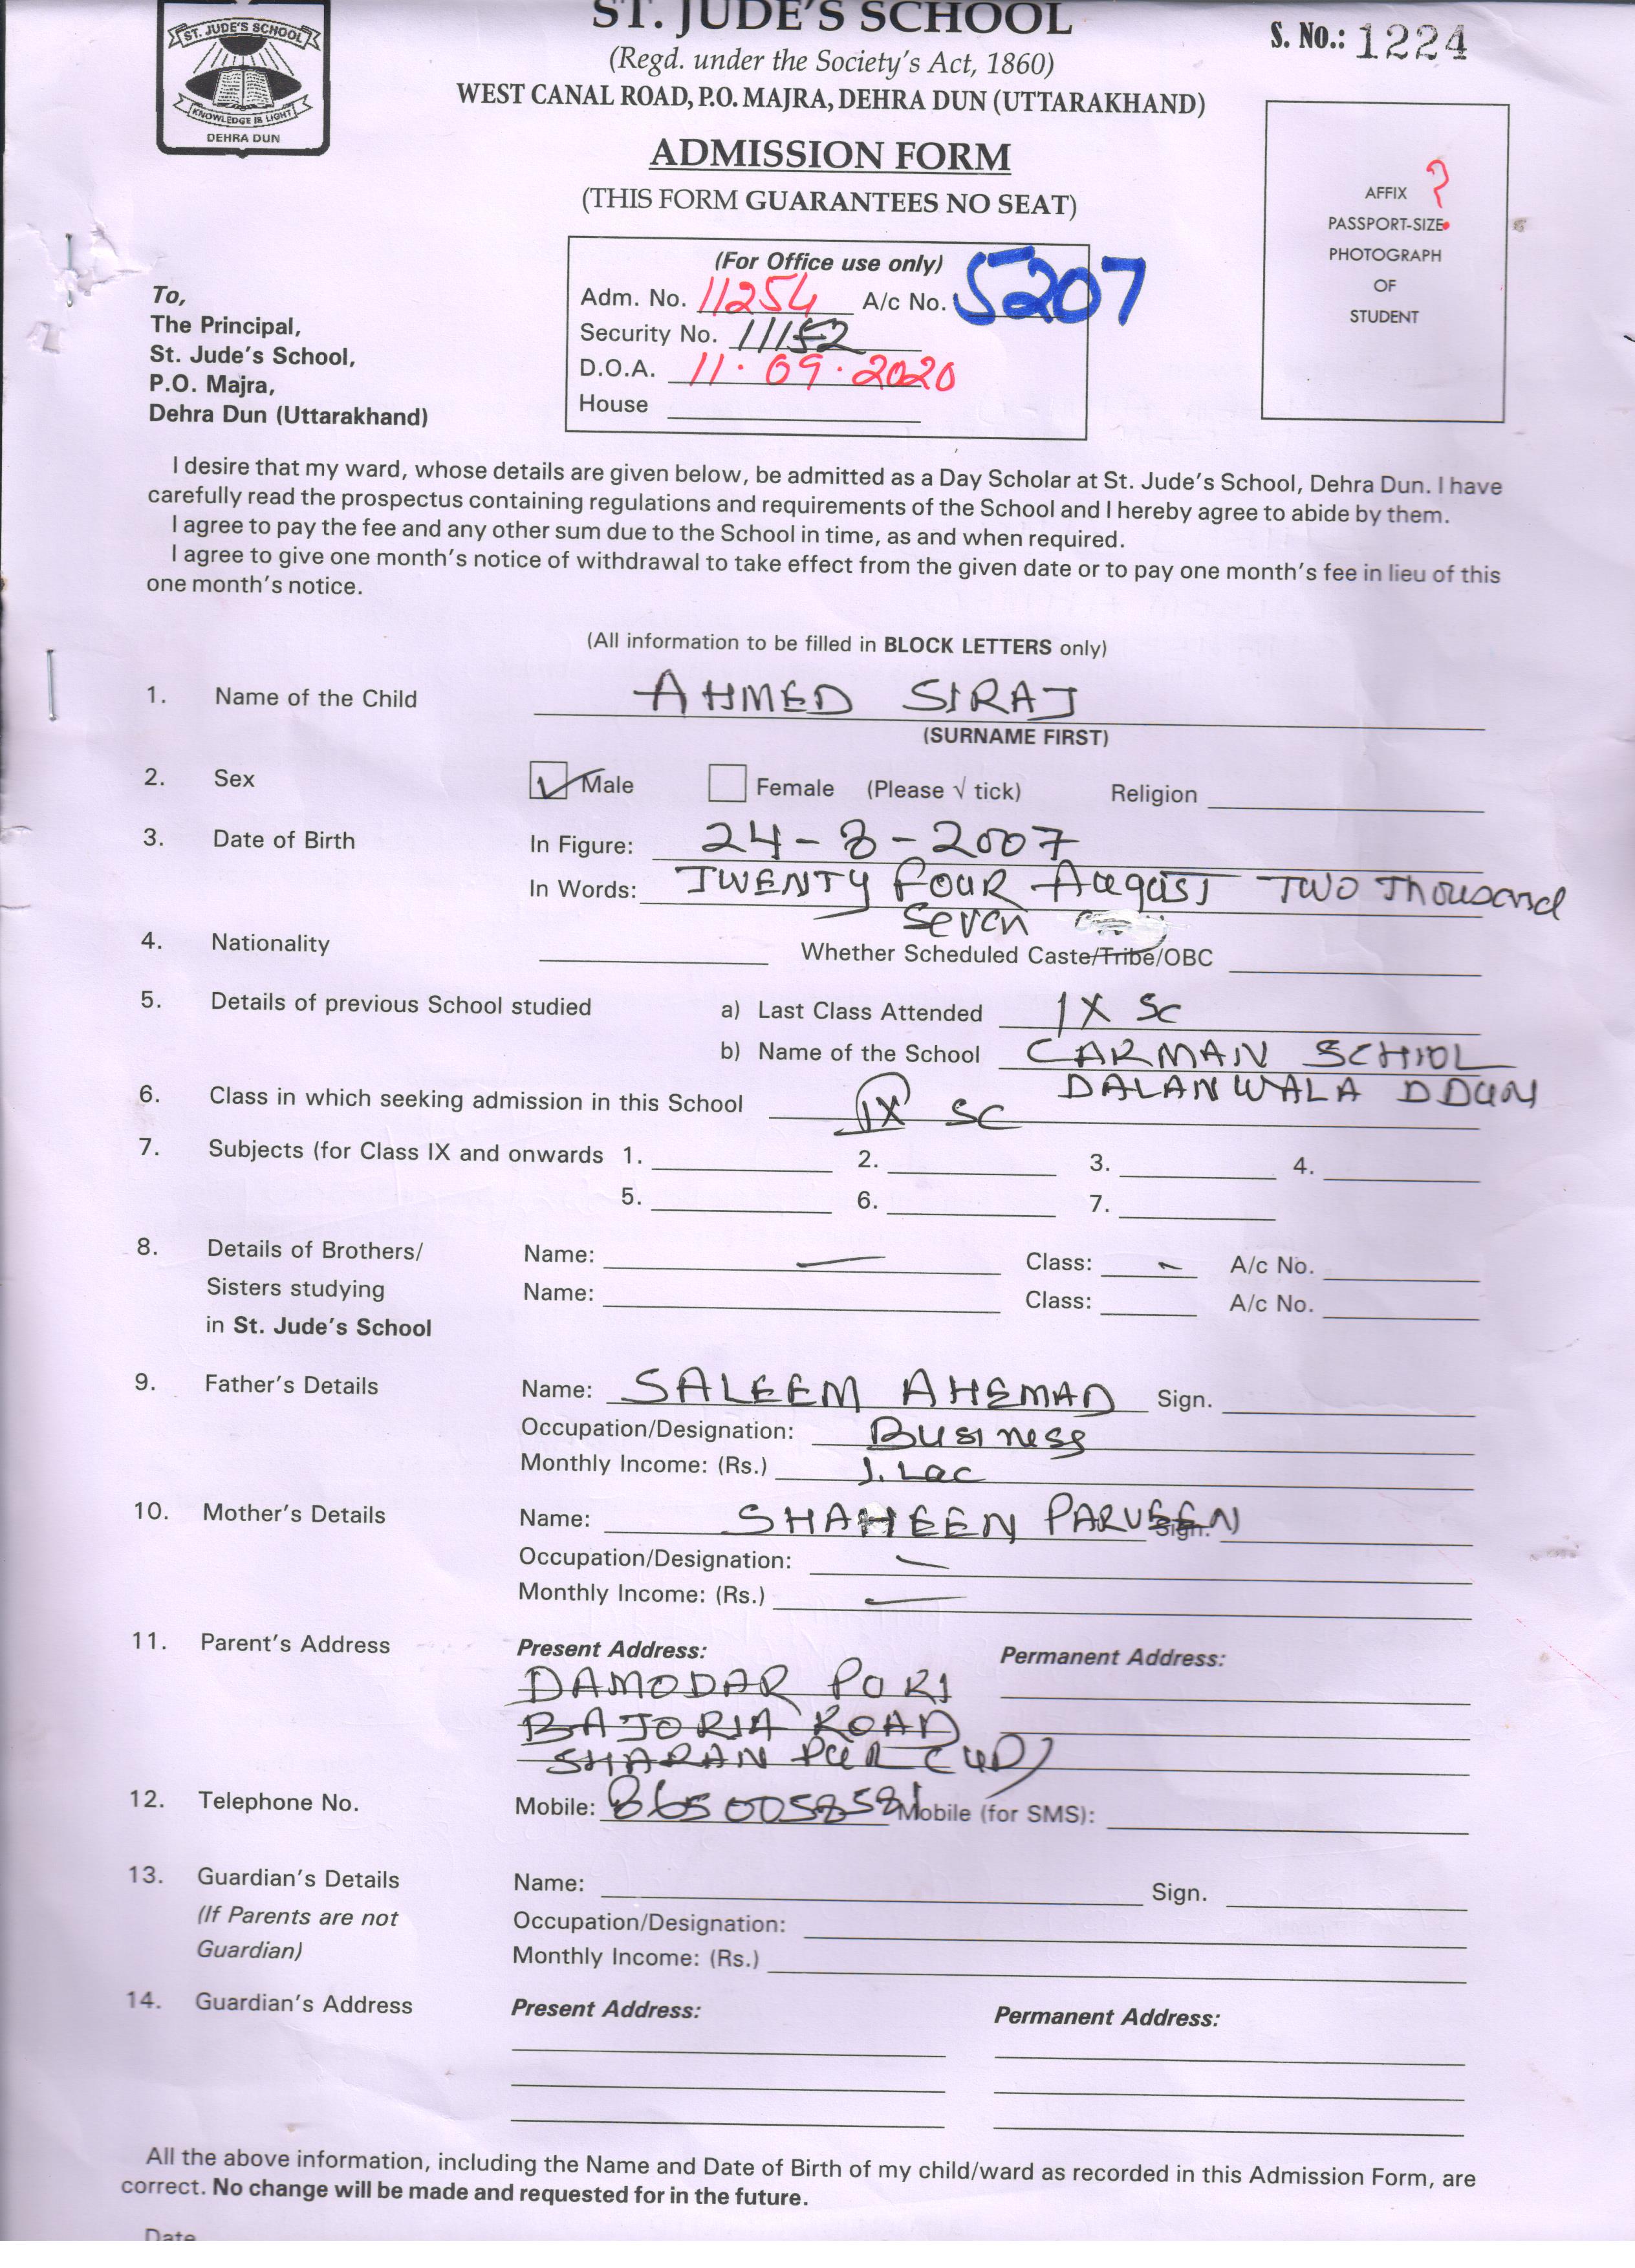 ST. JUDE'S SCHOOL
KNOWLEDGE IS LIGHT
DEHRA DUN
ST. JUDE'S SCHOOL
(Regd. under the Society's Act, 1860)
WEST CANAL ROAD, P.O. MAJRA, DEHRA DUN (UTTARAKHAND)
S. No.: 1224
ADMISSION FORM
(THIS FORM GUARANTEES NO SEAT)
AFFIX ?
PASSPORT-SIZE
PHOTOGRAPH
OF
STUDENT
(For Office use only)
Adm. No. 11254 A/c No. 5207
Security No. 11152
D.O.A. 11.09.2020
House
To,
The Principal,
St. Jude's School,
P.O. Majra,
Dehra Dun (Uttarakhand)
I desire that my ward, whose details are given below, be admitted as a Day Scholar at St. Jude's School, Dehra Dun. I have
carefully read the prospectus containing regulations and requirements of the School and I hereby agree to abide by them.
I agree to pay the fee and any other sum due to the School in time, as and when required.
I agree to give one month's notice of withdrawal to take effect from the given date or to pay one month's fee in lieu of this
one month's notice.
(All information to be filled in BLOCK LETTERS only)
1. Name of the Child AHMED SIRAJ
(SURNAME FIRST)
2. Sex ✓ Male Female (Please √ tick) Religion
3. Date of Birth In Figure: 24-8-2007
In Words: TWENTY FOUR August TWO Thousand
Seven
4. Nationality Whether Scheduled Caste/Tribe/OBC
5. Details of previous School studied a) Last Class Attended IX SC
b) Name of the School CARMAN SCHOOL
DALANWALA DDUN
6. Class in which seeking admission in this School IX SC
7. Subjects (for Class IX and onwards 1. 2. 3. 4.
5. 6. 7.
8. Details of Brothers/ Name: — Class: - A/c No.
Sisters studying Name: Class: A/c No.
in St. Jude's School
9. Father's Details Name: SALEEM AHEMAD Sign.
Occupation/Designation: Business
Monthly Income: (Rs.) 1. Lac
10. Mother's Details Name: SHAHEEN PARVEEN Sign.
Occupation/Designation: —
Monthly Income: (Rs.) —
11. Parent's Address Present Address: Permanent Address:
DAMODAR PORI
BAJORIA ROAD
SHARAN PUR (UP)
12. Telephone No. Mobile: 8650058581 Mobile (for SMS):
13. Guardian's Details Name: Sign.
(If Parents are not Occupation/Designation:
Guardian) Monthly Income: (Rs.)
14. Guardian's Address Present Address: Permanent Address:
All the above information, including the Name and Date of Birth of my child/ward as recorded in this Admission Form, are
correct. No change will be made and requested for in the future.
Date